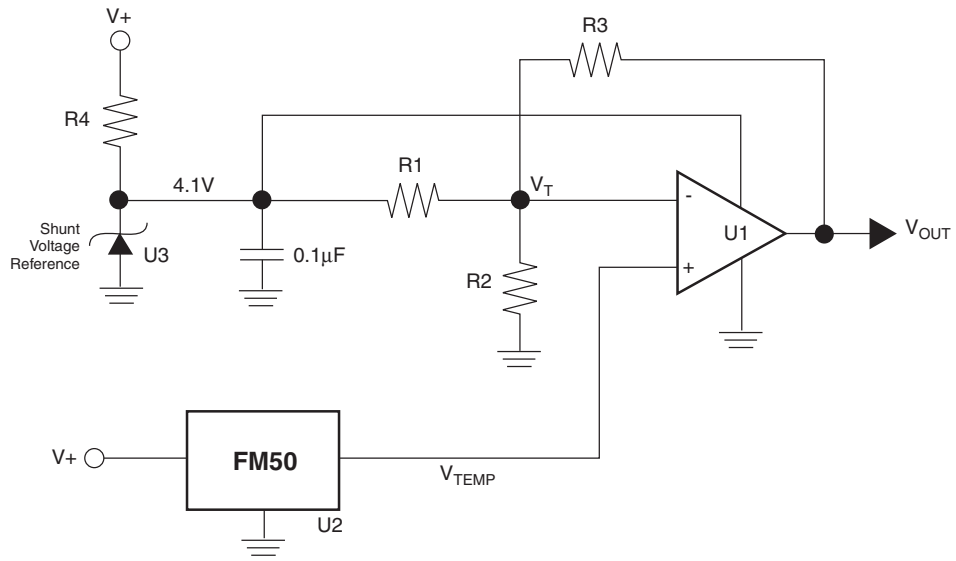 V+
R3
R4
R1
4.1V
VT
-
VOUT
U1
Shunt
Voltage
Reference
U3
0.1μF
R2
+
V+
FM50
VTEMP
U2